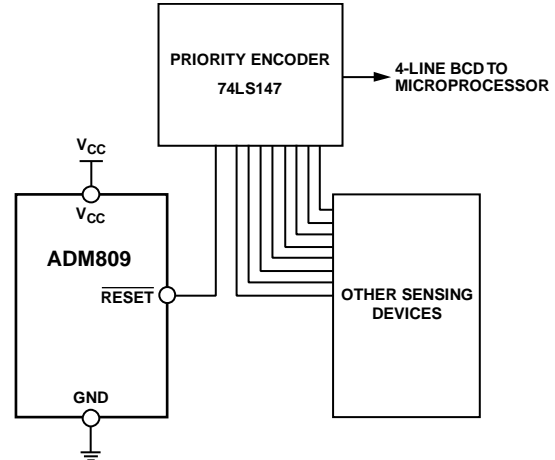 PRIORITY ENCODER
74LS147
4-LINE BCD TO
MICROPROCESSOR
VCC
VCC
ADM809
RESET
GND
OTHER SENSING
DEVICES